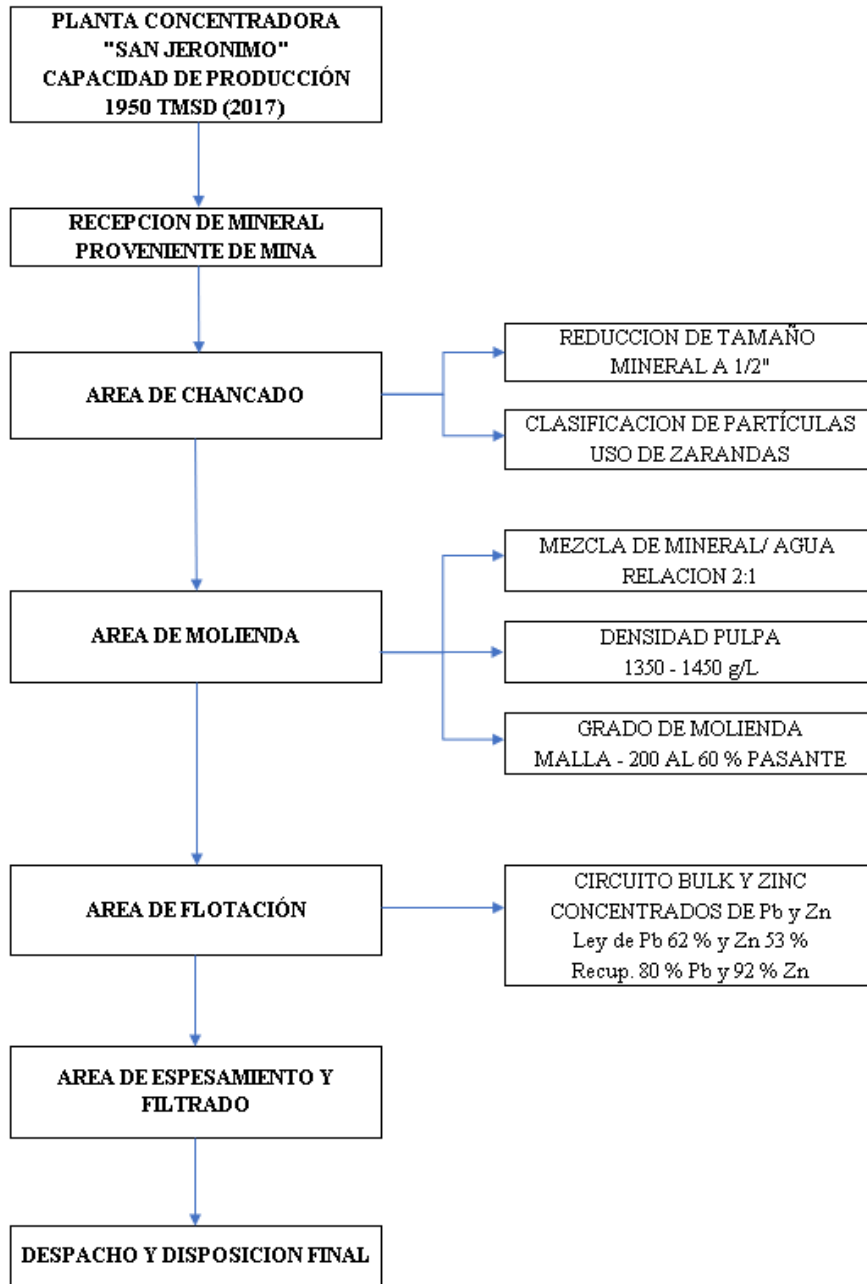 PLANTA CONCENTRADORA
"SAN JERONIMO"
CAPACIDAD DE PRODUCCIÓN
1950 TMSD (2017)
RECEPCION DE MINERAL
PROVENIENTE DE MINA
AREA DE CHANCADO
REDUCCION DE TAMAÑO
MINERAL A 1/2"
CLASIFICACION DE PARTÍCULAS
USO DE ZARANDAS
AREA DE MOLIENDA
MEZCLA DE MINERAL/ AGUA
RELACION 2:1
DENSIDAD PULPA
1350 - 1450 g/L
GRADO DE MOLIENDA
MALLA - 200 AL 60 % PASANTE
AREA DE FLOTACIÓN
CIRCUITO BULK Y ZINC
CONCENTRADOS DE Pb y Zn
Ley de Pb 62 % y Zn 53 %
Recup. 80 % Pb y 92 % Zn
AREA DE ESPESAMIENTO Y
FILTRADO
DESPACHO Y DISPOSICION FINAL